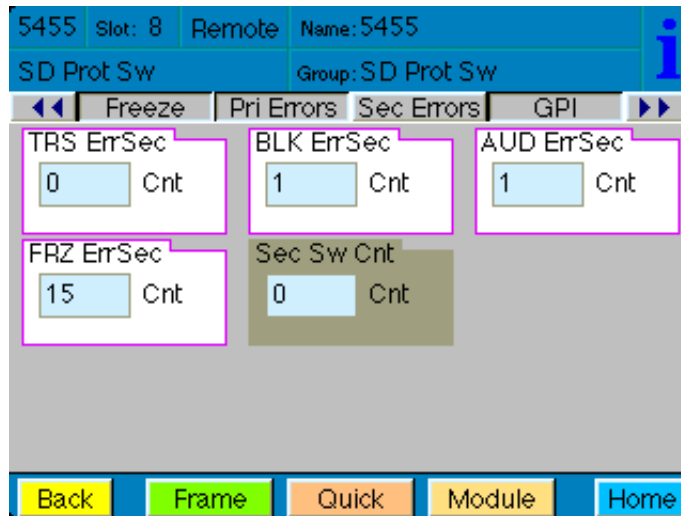 5455 Slot: 8 Remote Name: 5455
SD Prot Sw Group: SD Prot Sw
i
Freeze Pri Errors Sec Errors GPI
TRS ErrSec BLK ErrSec AUD ErrSec
0 Cnt 1 Cnt 1 Cnt
FRZ ErrSec Sec Sw Cnt
15 Cnt 0 Cnt
Back Frame Quick Module Home